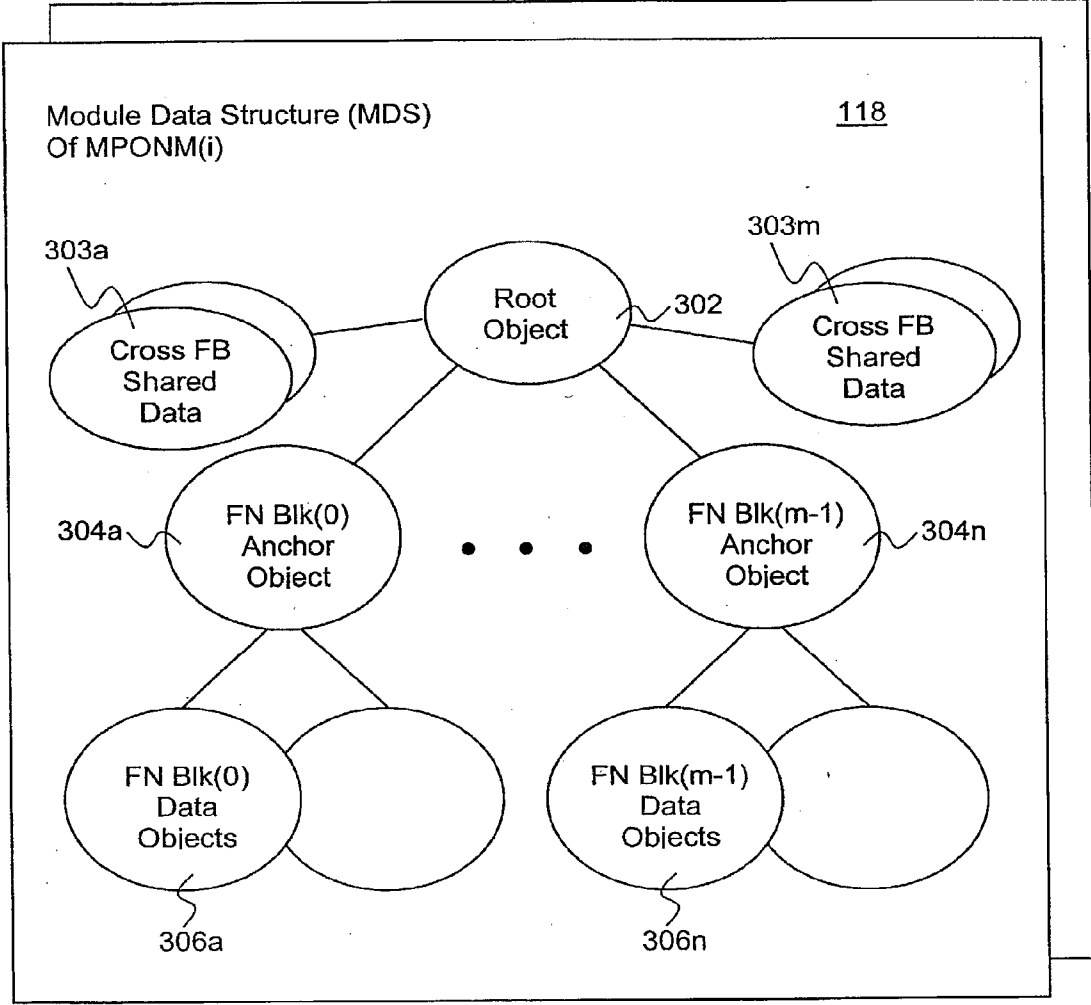 Module Data Structure (MDS)
Of MPONM(i)
118
303a
303m
Root
Object
302
Cross FB
Shared
Data
Cross FB
Shared
Data
304a
FN Blk(0)
Anchor
Object
FN Blk(m-1)
Anchor
Object
304n
FN Blk(0)
Data
Objects
FN Blk(m-1)
Data
Objects
306a
306n